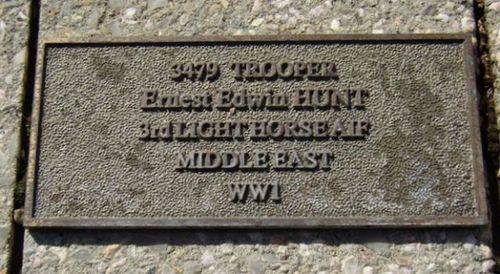 3479 TROOPER
Ernest Edwin HUNT
3rd LIGHT HORSE AIF
MIDDLE EAST
WW1